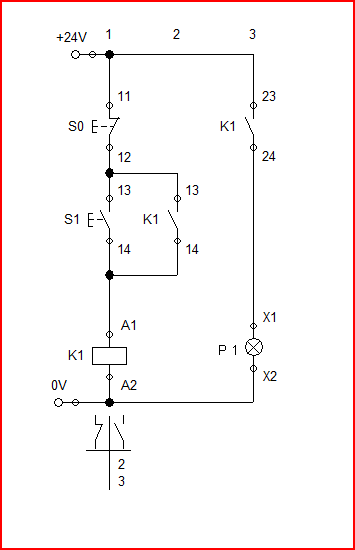 1 2 3
+24V
11 23
S0 K1
12 24
13 13
S1 K1
14 14
A1 X1
K1 P 1
0V A2 X2
2
3